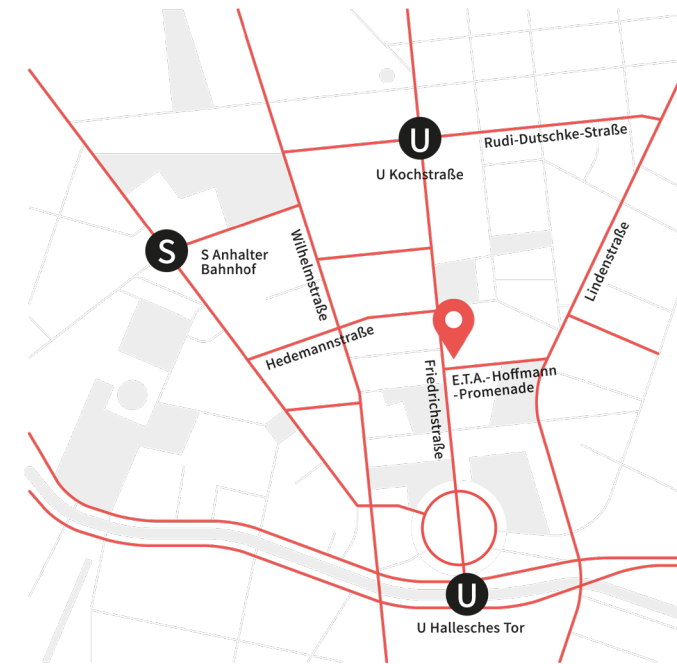 U
Rudi-Dutschke-Straße
U Kochstraße
S
S Anhalter
Bahnhof
Wilhelmstraße
Lindenstraße
Hedemannstraße
Friedrichstraße
E.T.A.-Hoffmann
-Promenade
U
U Hallesches Tor